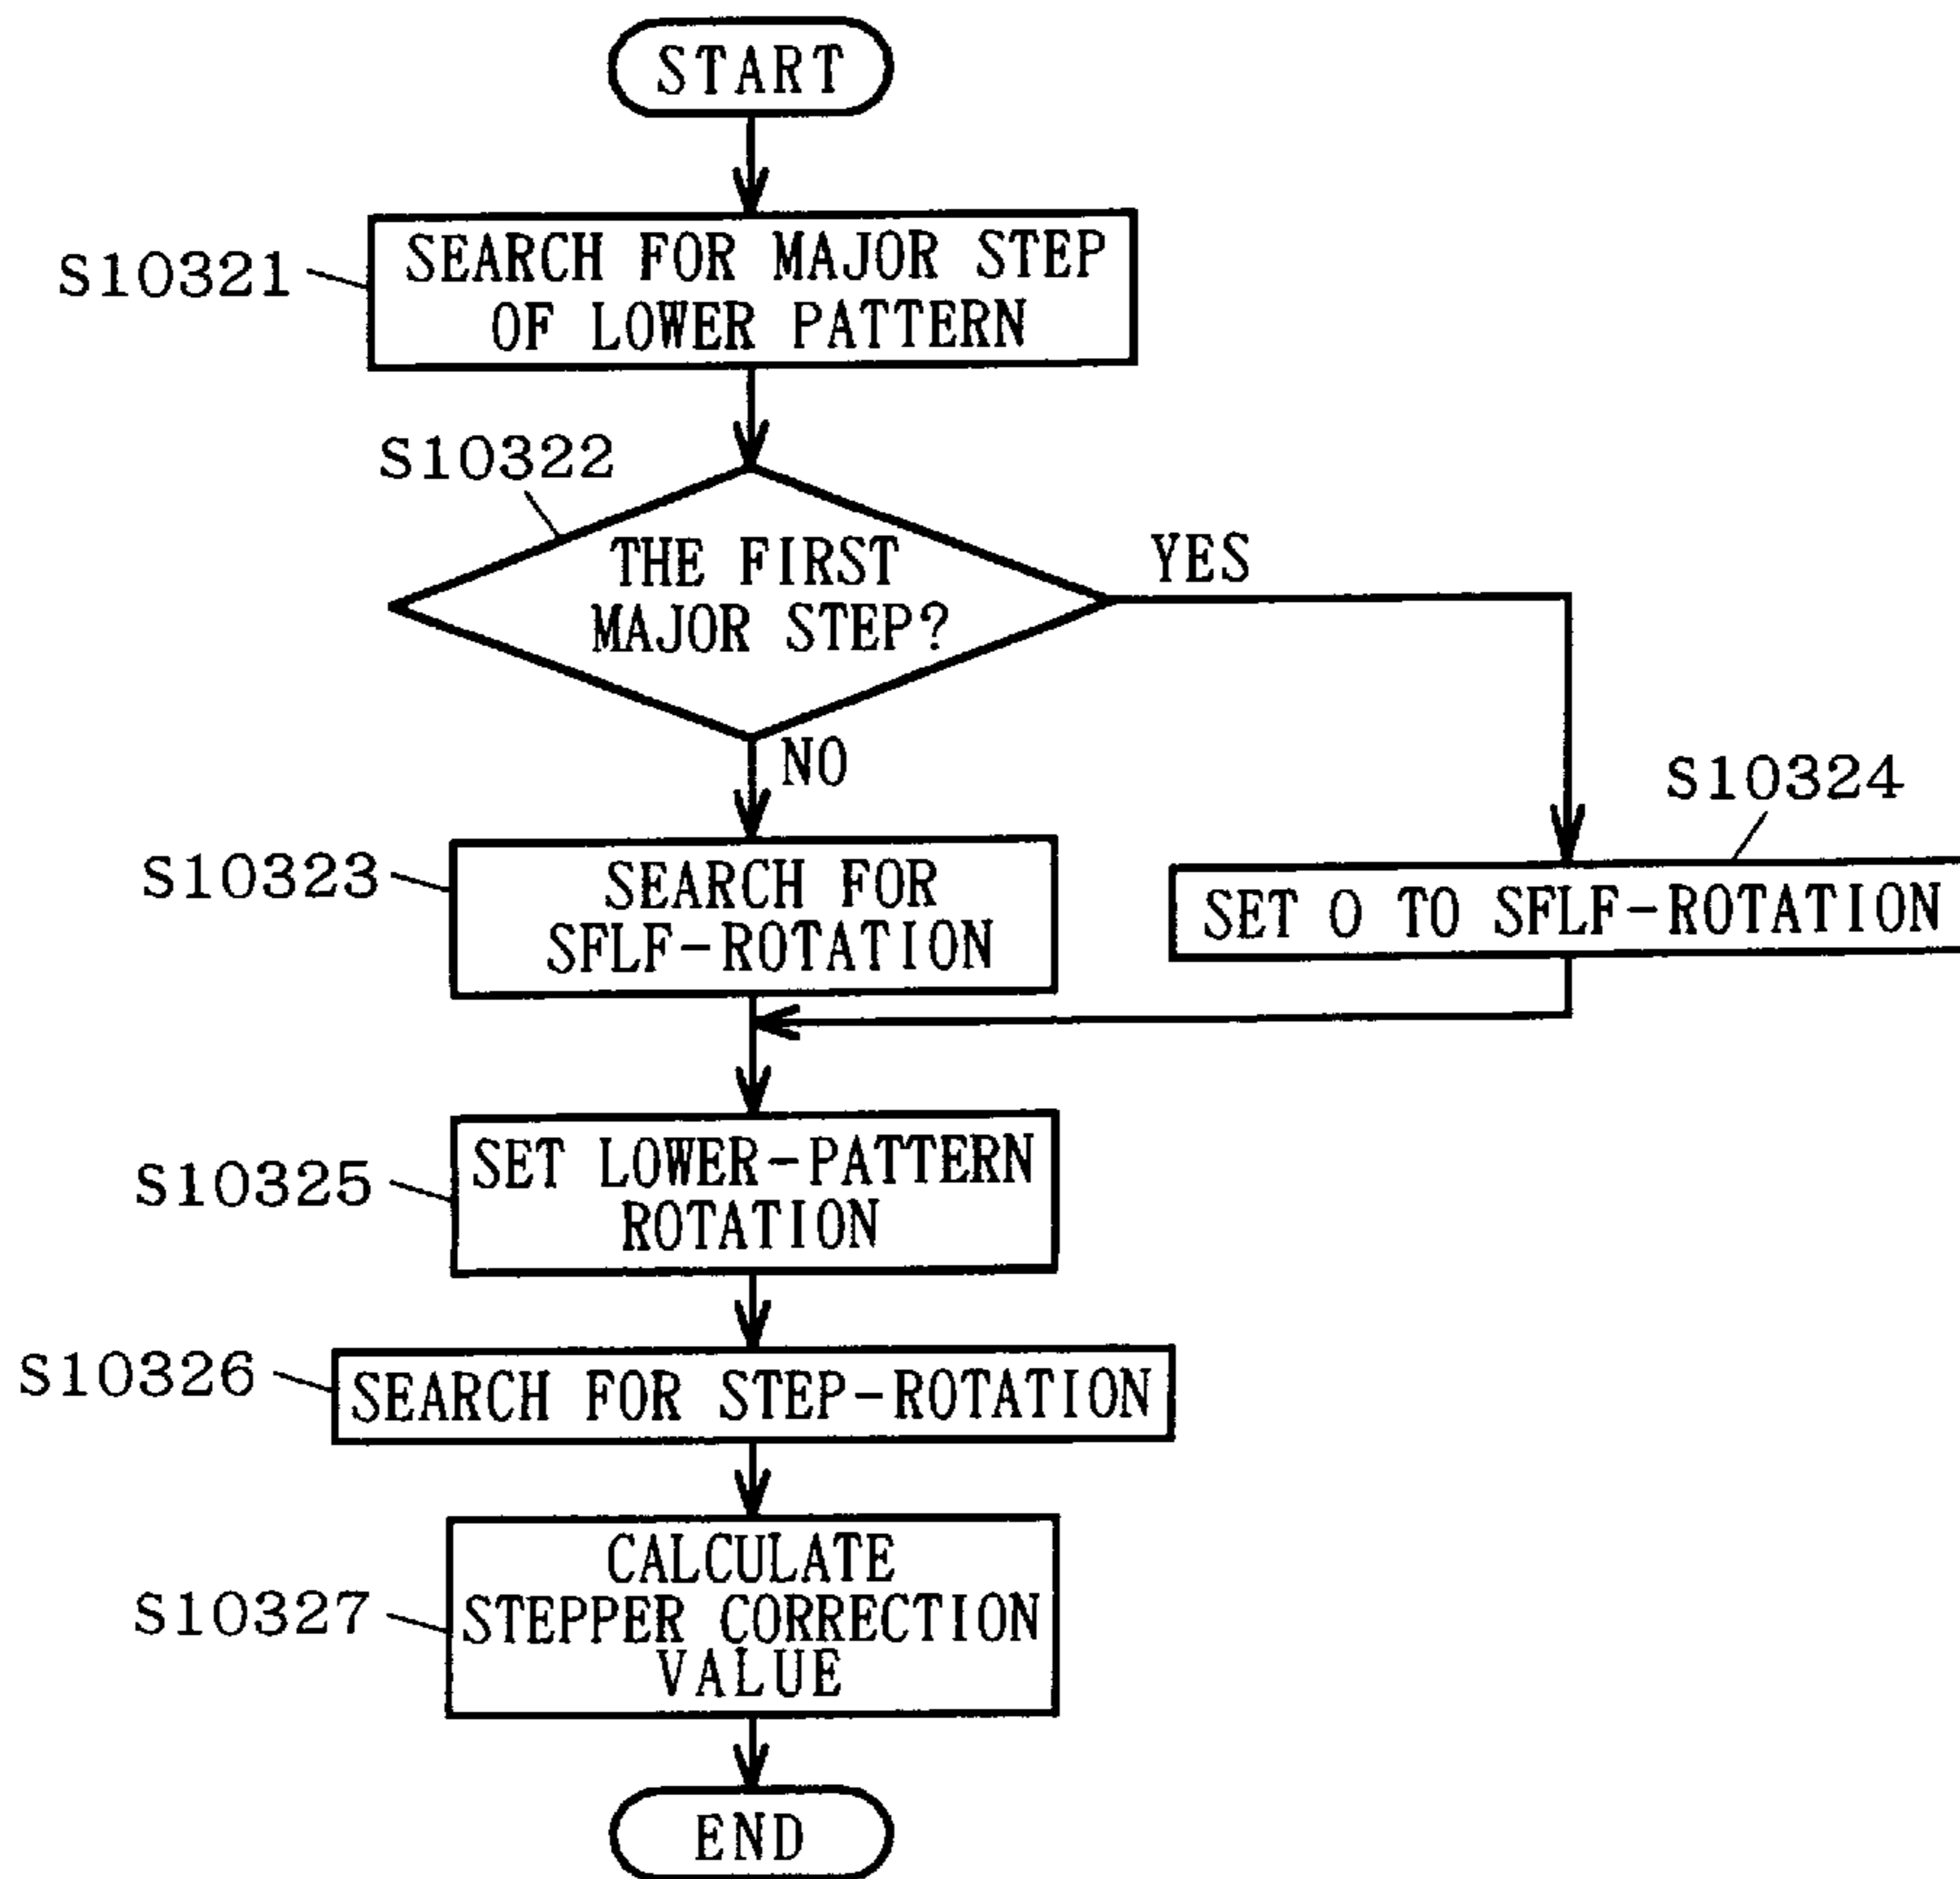 START
S10321
SEARCH FOR MAJOR STEP
OF LOWER PATTERN
S10322
THE FIRST
MAJOR STEP?
YES
NO
S10323
SEARCH FOR
SFLF-ROTATION
S10324
SET 0 TO SFLF-ROTATION
S10325
SET LOWER-PATTERN
ROTATION
S10326
SEARCH FOR STEP-ROTATION
S10327
CALCULATE
STEPPER CORRECTION
VALUE
END